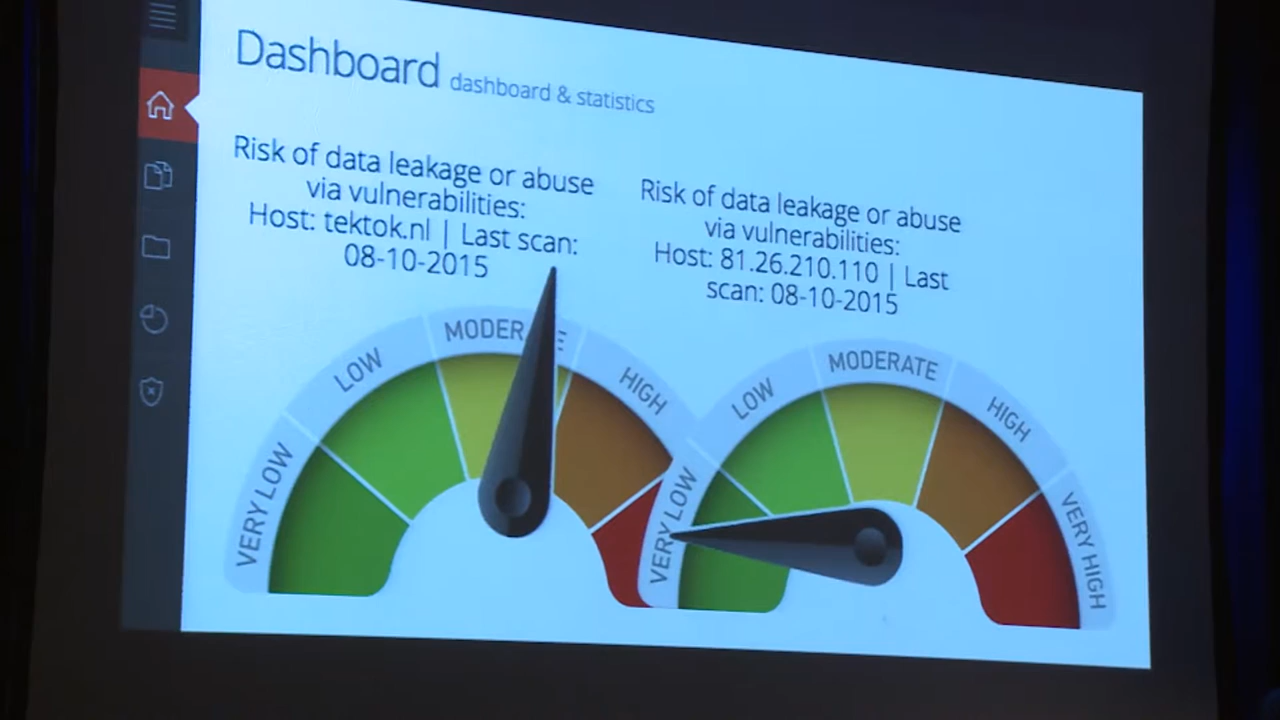 Dashboard dashboard & statistics
Risk of data leakage or abuse
via vulnerabilities:
Host: tektok.nl | Last scan:
08-10-2015
VERY LOW
LOW
MODER E
HIGH
Risk of data leakage or abuse
via vulnerabilities:
Host: 81.26.210.110 | Last
scan: 08-10-2015
VERY LOW
LOW
MODERATE
HIGH
VERY HIGH